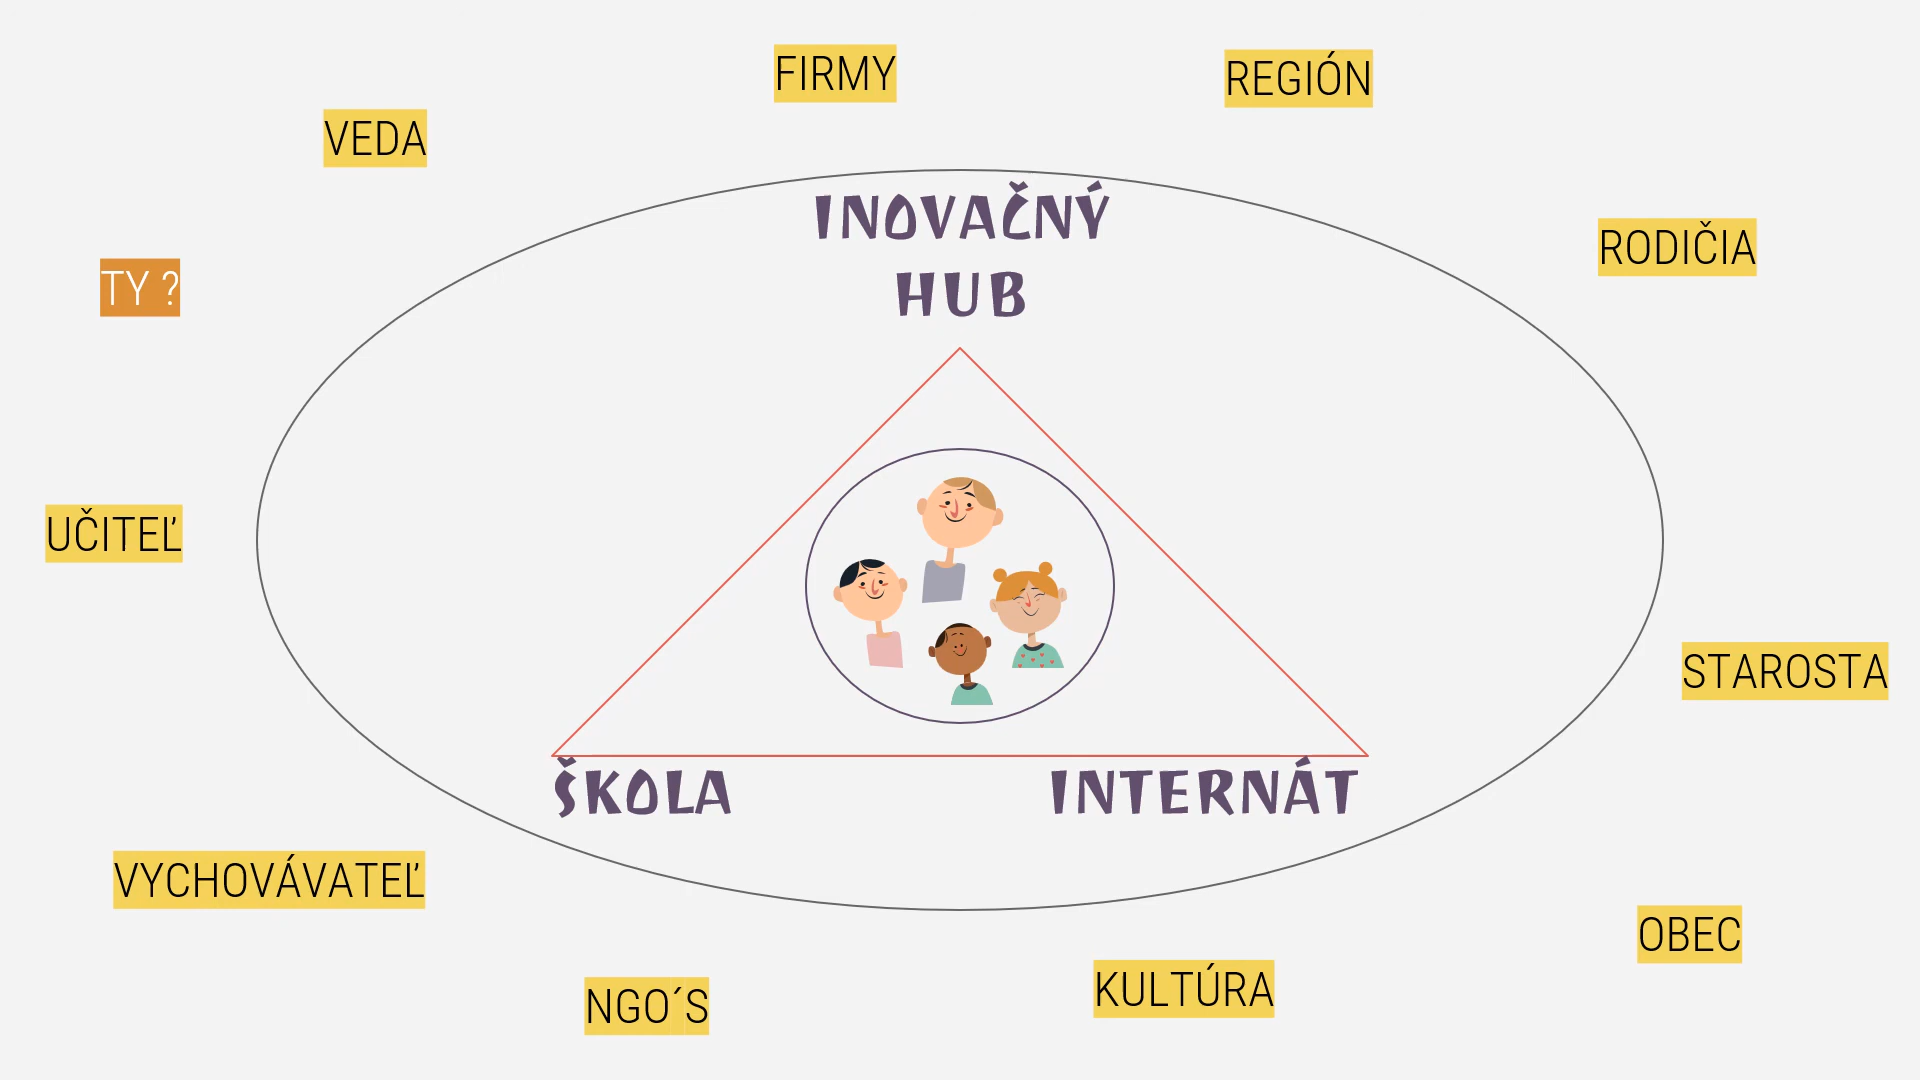 FIRMY
REGIÓN
VEDA
INOVAČNÝ
HUB
RODIČIA
TY ?
UČITEĽ
STAROSTA
ŠKOLA
INTERNÁT
VYCHOVÁVATEĽ
OBEC
KULTÚRA
NGO´S